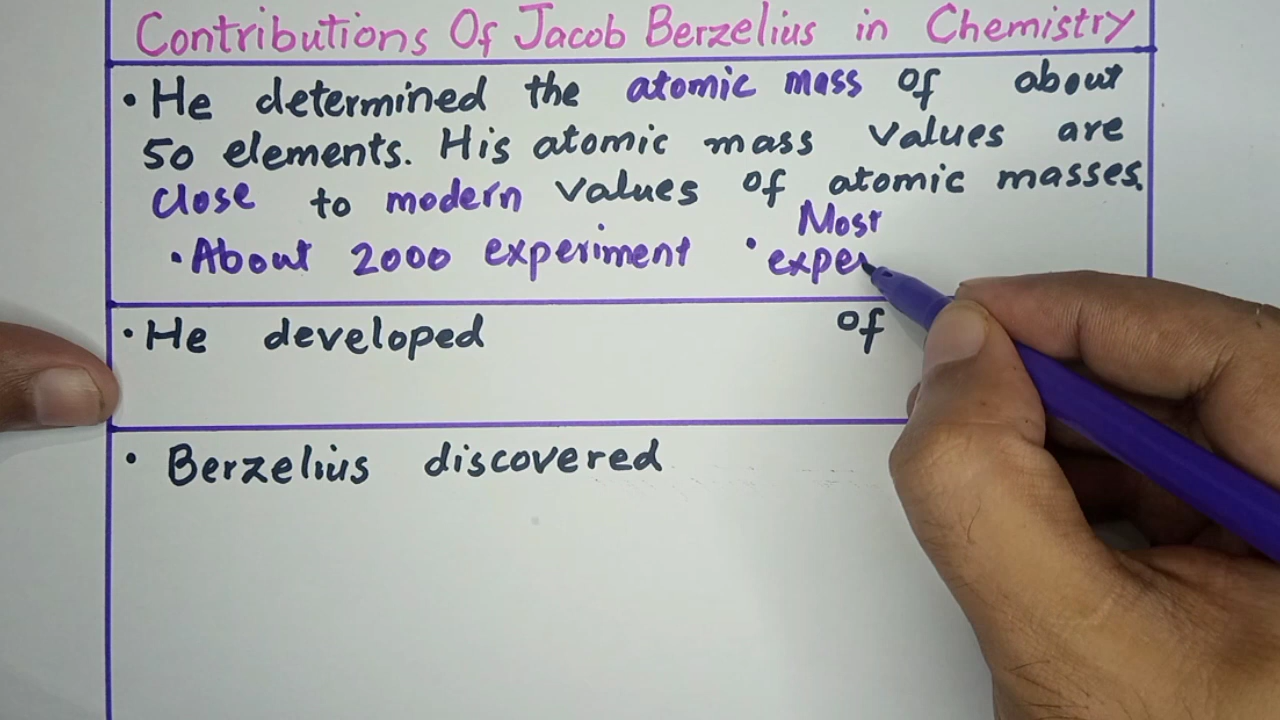 Contributions Of Jacob Berzelius in Chemistry
• He determined the atomic mass of about
50 elements. His atomic mass values are
close to modern values of atomic masses.
• About 2000 experiment • Most
exper
• He developed of
• Berzelius discovered